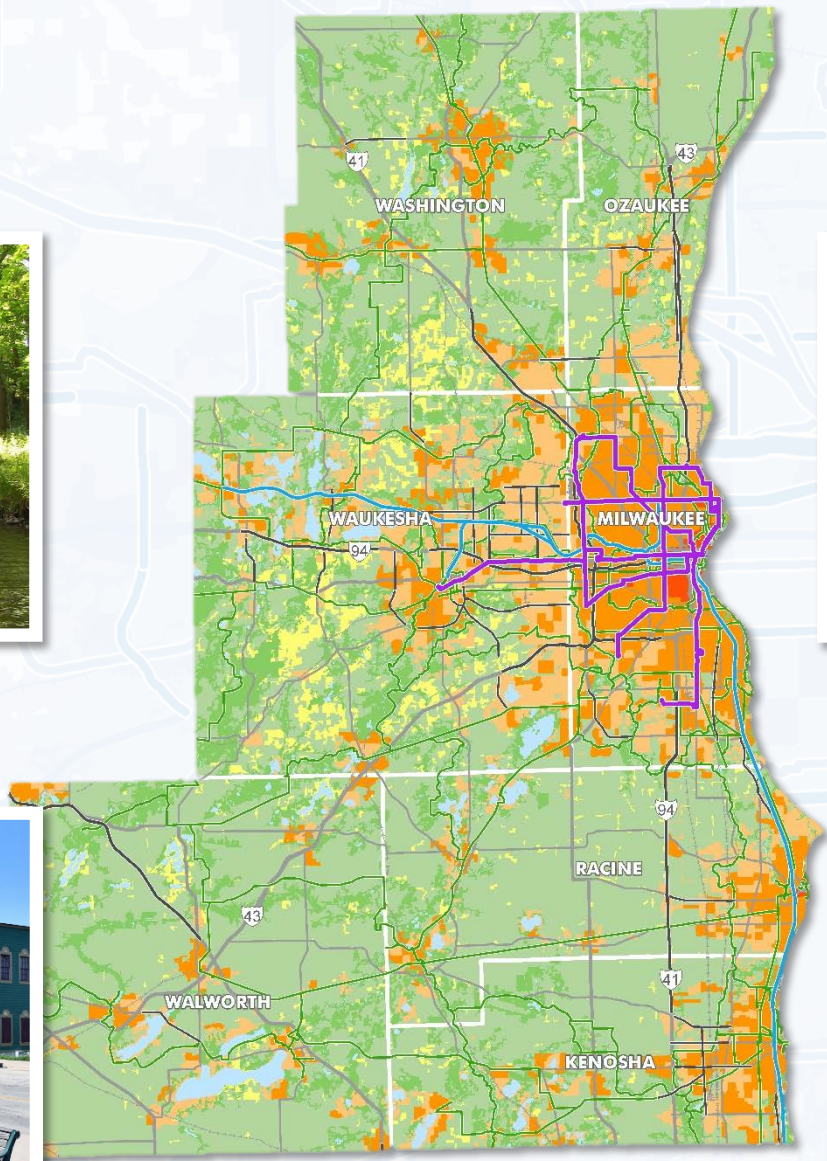 41
43
WASHINGTON
OZAUKEE
WAUKESHA
MILWAUKEE
94
94
RACINE
43
41
WALWORTH
KENOSHA